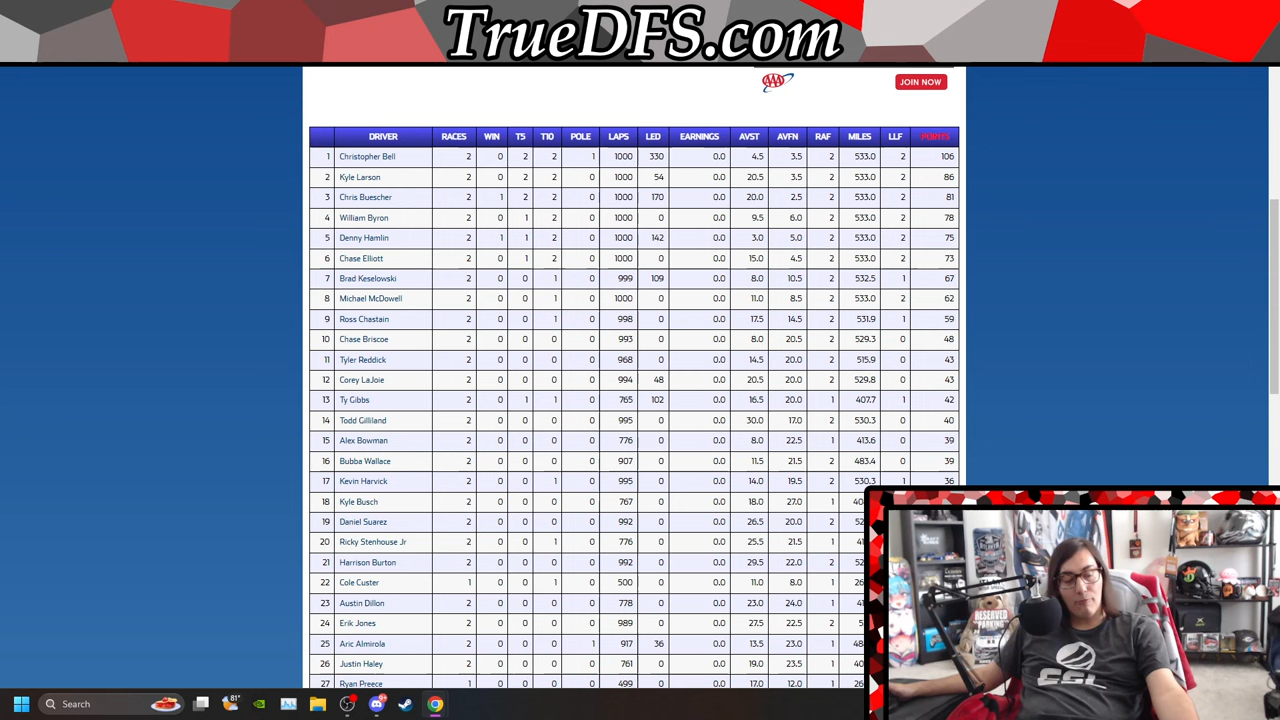 TrueDFS.com
AAA
JOIN NOW
DRIVER RACES WIN T5 T10 POLE LAPS LED EARNINGS AVST AVFN RAF MILES LLF POINTS
1 Christopher Bell 2 0 2 2 1 1000 330 0.0 4.5 3.5 2 533.0 2 106
2 Kyle Larson 2 0 2 2 0 1000 54 0.0 20.5 3.5 2 533.0 2 86
3 Chris Buescher 2 1 2 2 0 1000 170 0.0 20.0 2.5 2 533.0 2 81
4 William Byron 2 0 1 2 0 1000 0 0.0 9.5 6.0 2 533.0 2 78
5 Denny Hamlin 2 1 1 2 0 1000 142 0.0 3.0 5.0 2 533.0 2 75
6 Chase Elliott 2 0 1 2 0 1000 0 0.0 15.0 4.5 2 533.0 2 73
7 Brad Keselowski 2 0 0 1 0 999 109 0.0 8.0 10.5 2 532.5 1 67
8 Michael McDowell 2 0 0 1 0 1000 0 0.0 11.0 8.5 2 533.0 2 62
9 Ross Chastain 2 0 0 1 0 998 0 0.0 17.5 14.5 2 531.9 1 59
10 Chase Briscoe 2 0 0 0 0 993 0 0.0 8.0 20.5 2 529.3 0 48
11 Tyler Reddick 2 0 0 0 0 968 0 0.0 14.5 20.0 2 515.9 0 43
12 Corey LaJoie 2 0 0 0 0 994 48 0.0 20.5 20.0 2 529.8 0 43
13 Ty Gibbs 2 0 1 1 0 765 102 0.0 16.5 20.0 1 407.7 1 42
14 Todd Gilliland 2 0 0 0 0 995 0 0.0 30.0 17.0 2 530.3 0 40
15 Alex Bowman 2 0 0 0 0 776 0 0.0 8.0 22.5 1 413.6 0 39
16 Bubba Wallace 2 0 0 0 0 907 0 0.0 11.5 21.5 2 483.4 0 39
17 Kevin Harvick 2 0 0 1 0 995 0 0.0 14.0 19.5 2 530.3 1 36
18 Kyle Busch 2 0 0 0 0 767 0 0.0 18.0 27.0 1
19 Daniel Suarez 2 0 0 0 0 992 0 0.0 26.5 20.0 2
20 Ricky Stenhouse Jr 2 0 0 1 0 776 0 0.0 25.5 21.5 1
21 Harrison Burton 2 0 0 0 0 992 0 0.0 29.5 22.0 2
22 Cole Custer 1 0 0 1 0 500 0 0.0 11.0 8.0 1
23 Austin Dillon 2 0 0 0 0 778 0 0.0 23.0 24.0 1
24 Erik Jones 2 0 0 0 0 989 0 0.0 27.5 22.5 2
25 Aric Almirola 2 0 0 0 1 917 36 0.0 13.5 23.0 1
26 Justin Haley 2 0 0 0 0 761 0 0.0 19.0 23.5 1
27 Ryan Preece 1 0 0 0 0 499 0 0.0 17.0 12.0 1
RESERVED
PARKING
Search
81°